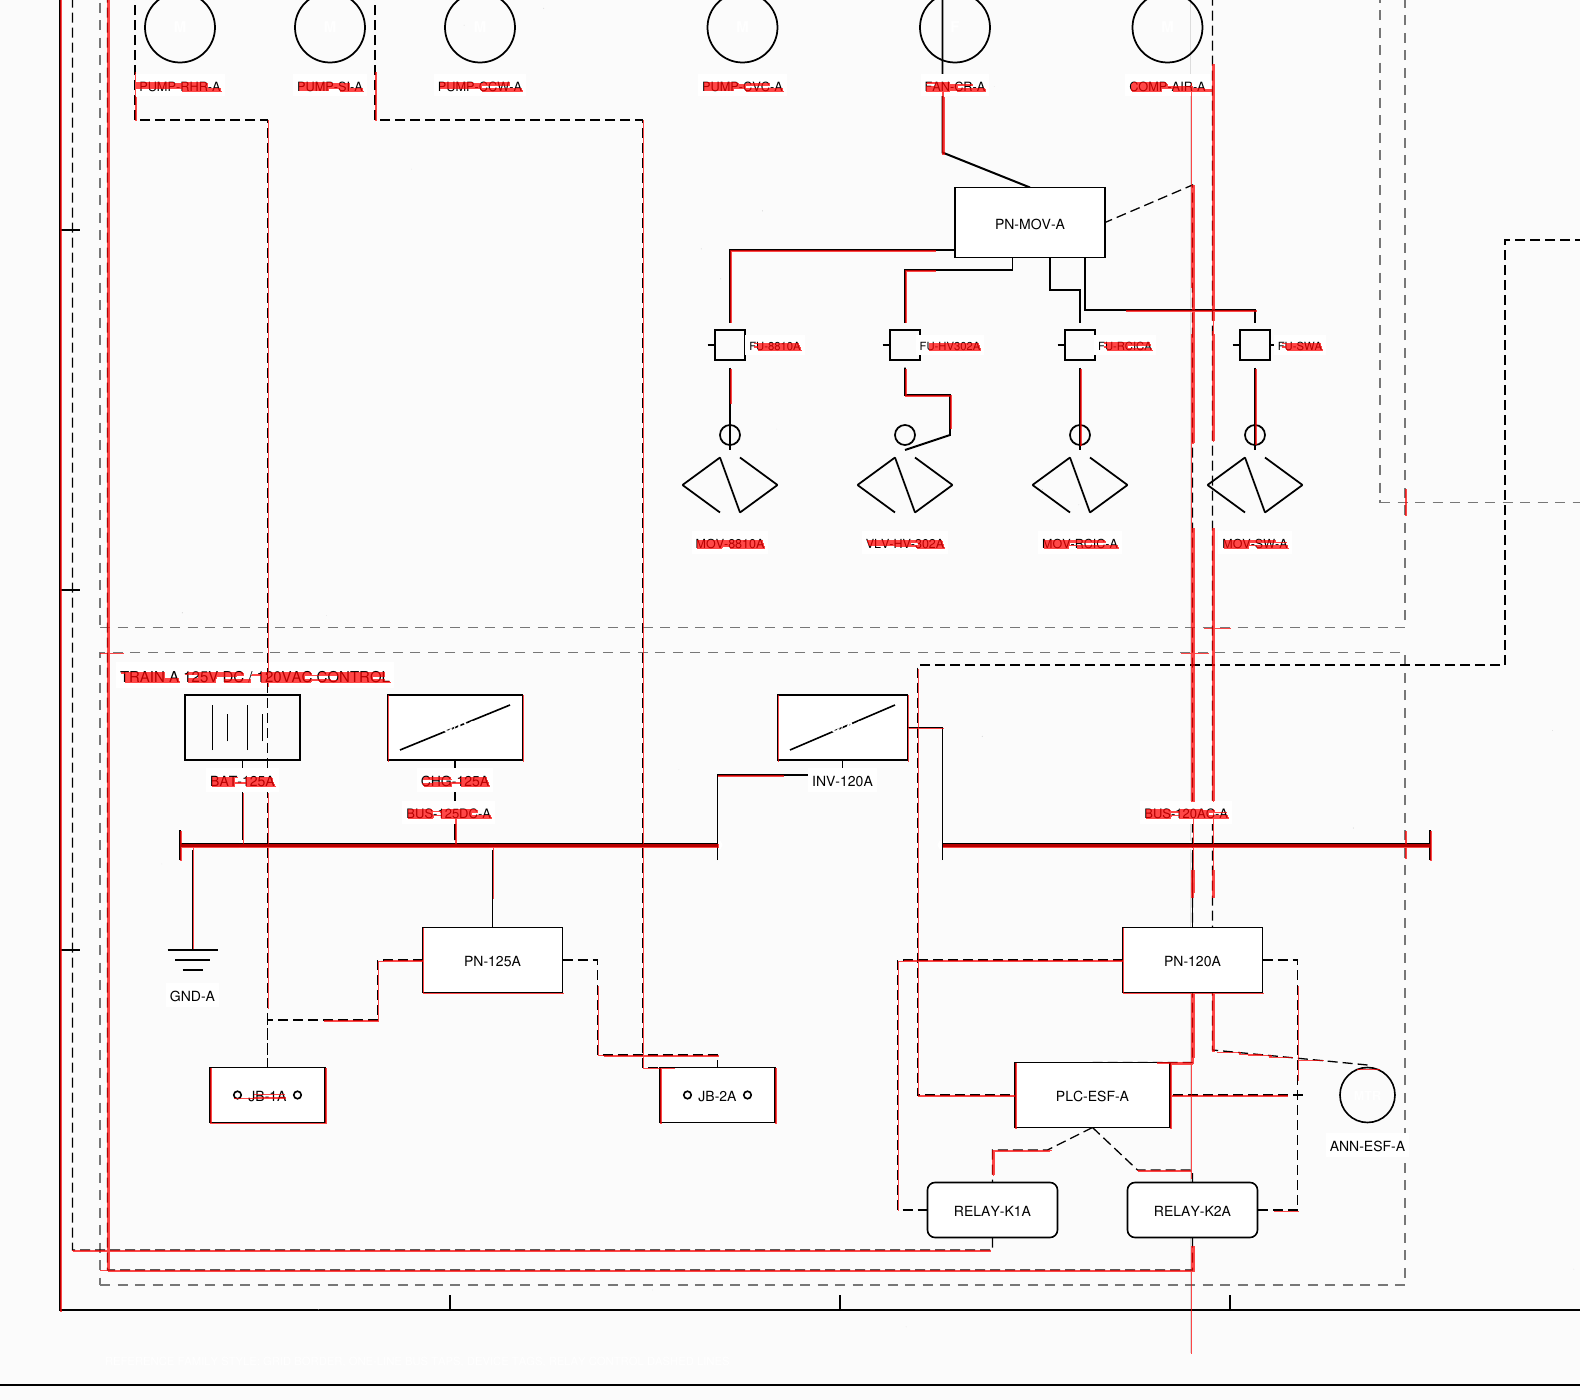 PUMP-RHR-A PUMP-SI-A PUMP-CCW-A PUMP-CVC-A FAN-CR-A COMP-AIR-A
PN-MOV-A
FU-8810A FU-HV302A FU-RCICA FU-SWA
MOV-8810A VLV-HV-302A MOV-RCIC-A MOV-SW-A
TRAIN A 125V DC / 120VAC CONTROL
BAT-125A CHG-125A INV-120A
BUS-125DC-A BUS-120AC-A
PN-125A PN-120A
GND-A
JB-1A JB-2A PLC-ESF-A
ANN-ESF-A
RELAY-K1A RELAY-K2A